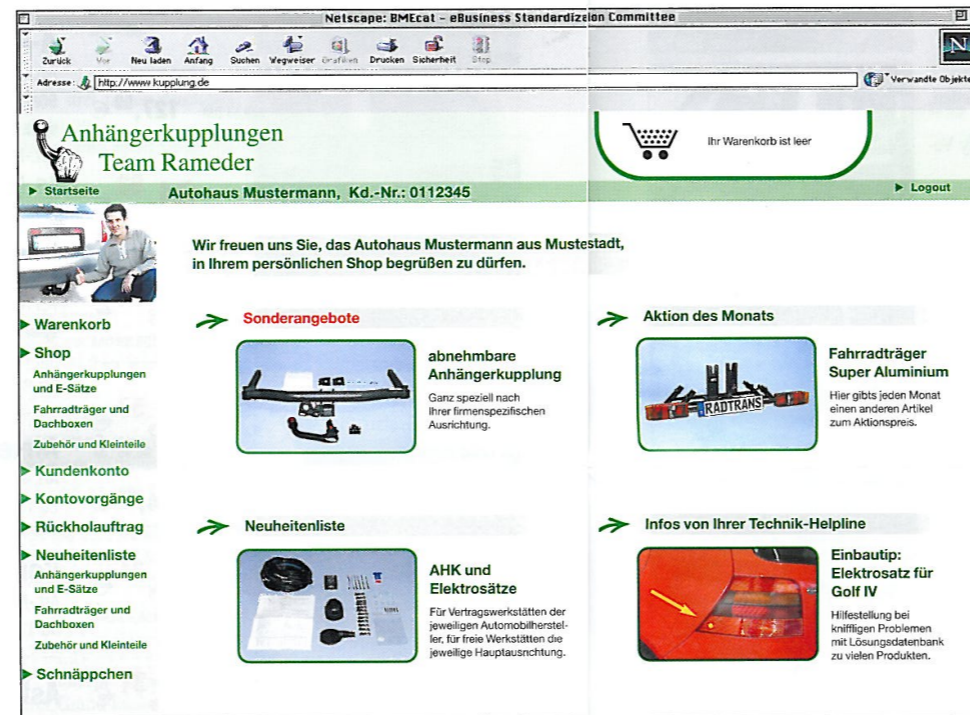 Netscape: BMEcat - eBusiness Standardizeion Committee
Zurück Vor Neu laden Anfang Suchen Wegweiser Grafiken Drucken Sicherheit Stop
N
Adresse: http://www.kupplung.de
Verwandte Objekte
Anhängerkupplungen
Team Rameder
Ihr Warenkorb ist leer
Startseite
Autohaus Mustermann, Kd.-Nr.: 0112345
Logout
Wir freuen uns Sie, das Autohaus Mustermann aus Mustestadt,
in Ihrem persönlichen Shop begrüßen zu dürfen.
Warenkorb
Shop
Anhängerkupplungen
und E-Sätze
Fahrradträger und
Dachboxen
Zubehör und Kleinteile
Kundenkonto
Kontovorgänge
Rückholauftrag
Neuheitenliste
Anhängerkupplungen
und E-Sätze
Fahrradträger und
Dachboxen
Zubehör und Kleinteile
Schnäppchen
Sonderangebote
abnehmbare
Anhängerkupplung
Ganz speziell nach
Ihrer firmenspezifischen
Ausrichtung.
Aktion des Monats
RADTRANS
Fahrradträger
Super Aluminium
Hier gibts jeden Monat
einen anderen Artikel
zum Aktionspreis.
Neuheitenliste
AHK und
Elektrosätze
Für Vertragswerkstätten der
jeweiligen Automobilherstel-
ler, für freie Werkstätten die
jeweilige Hauptausrichtung.
Infos von Ihrer Technik-Helpline
Einbautip:
Elektrosatz für
Golf IV
Hilfestellung bei
kniffligen Problemen
mit Lösungsdatenbank
zu vielen Produkten.